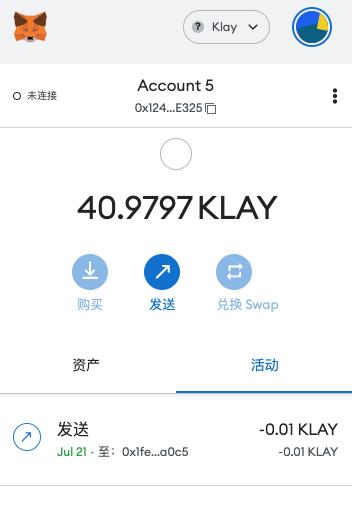 ? Klay
未连接
Account 5
0x124...E325
40.9797 KLAY
购买
发送
兑换 Swap
资产
活动
发送
-0.01 KLAY
Jul 21 · 至： 0x1fe...a0c5
-0.01 KLAY